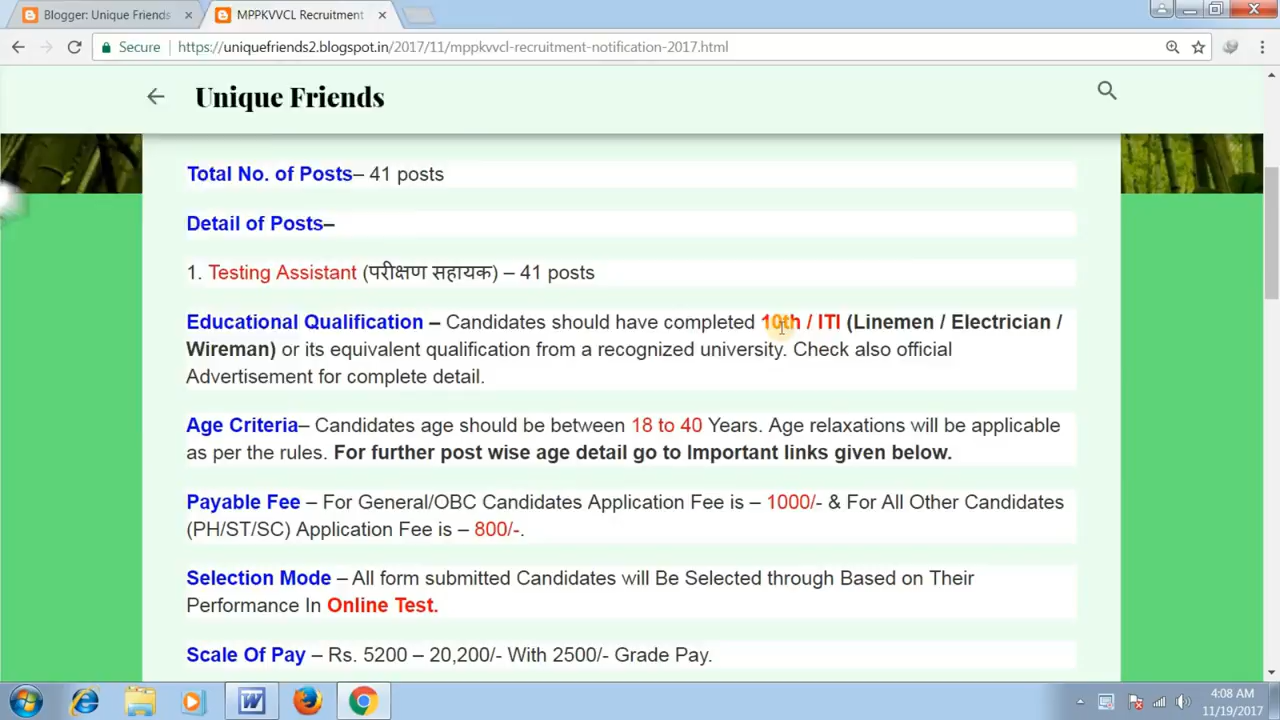 Blogger: Unique Friends
MPPKVVCL Recruitment
Secure
https://uniquefriends2.blogspot.in/2017/11/mppkvvcl-recruitment-notification-2017.html
Unique Friends
Total No. of Posts– 41 posts
Detail of Posts–
1. Testing Assistant (परीक्षण सहायक) – 41 posts
Educational Qualification – Candidates should have completed 10th / ITI (Linemen / Electrician /
Wireman) or its equivalent qualification from a recognized university. Check also official
Advertisement for complete detail.
Age Criteria– Candidates age should be between 18 to 40 Years. Age relaxations will be applicable
as per the rules. For further post wise age detail go to Important links given below.
Payable Fee – For General/OBC Candidates Application Fee is – 1000/- & For All Other Candidates
(PH/ST/SC) Application Fee is – 800/-.
Selection Mode – All form submitted Candidates will Be Selected through Based on Their
Performance In Online Test.
Scale Of Pay – Rs. 5200 – 20,200/- With 2500/- Grade Pay.
4:08 AM
11/19/2017